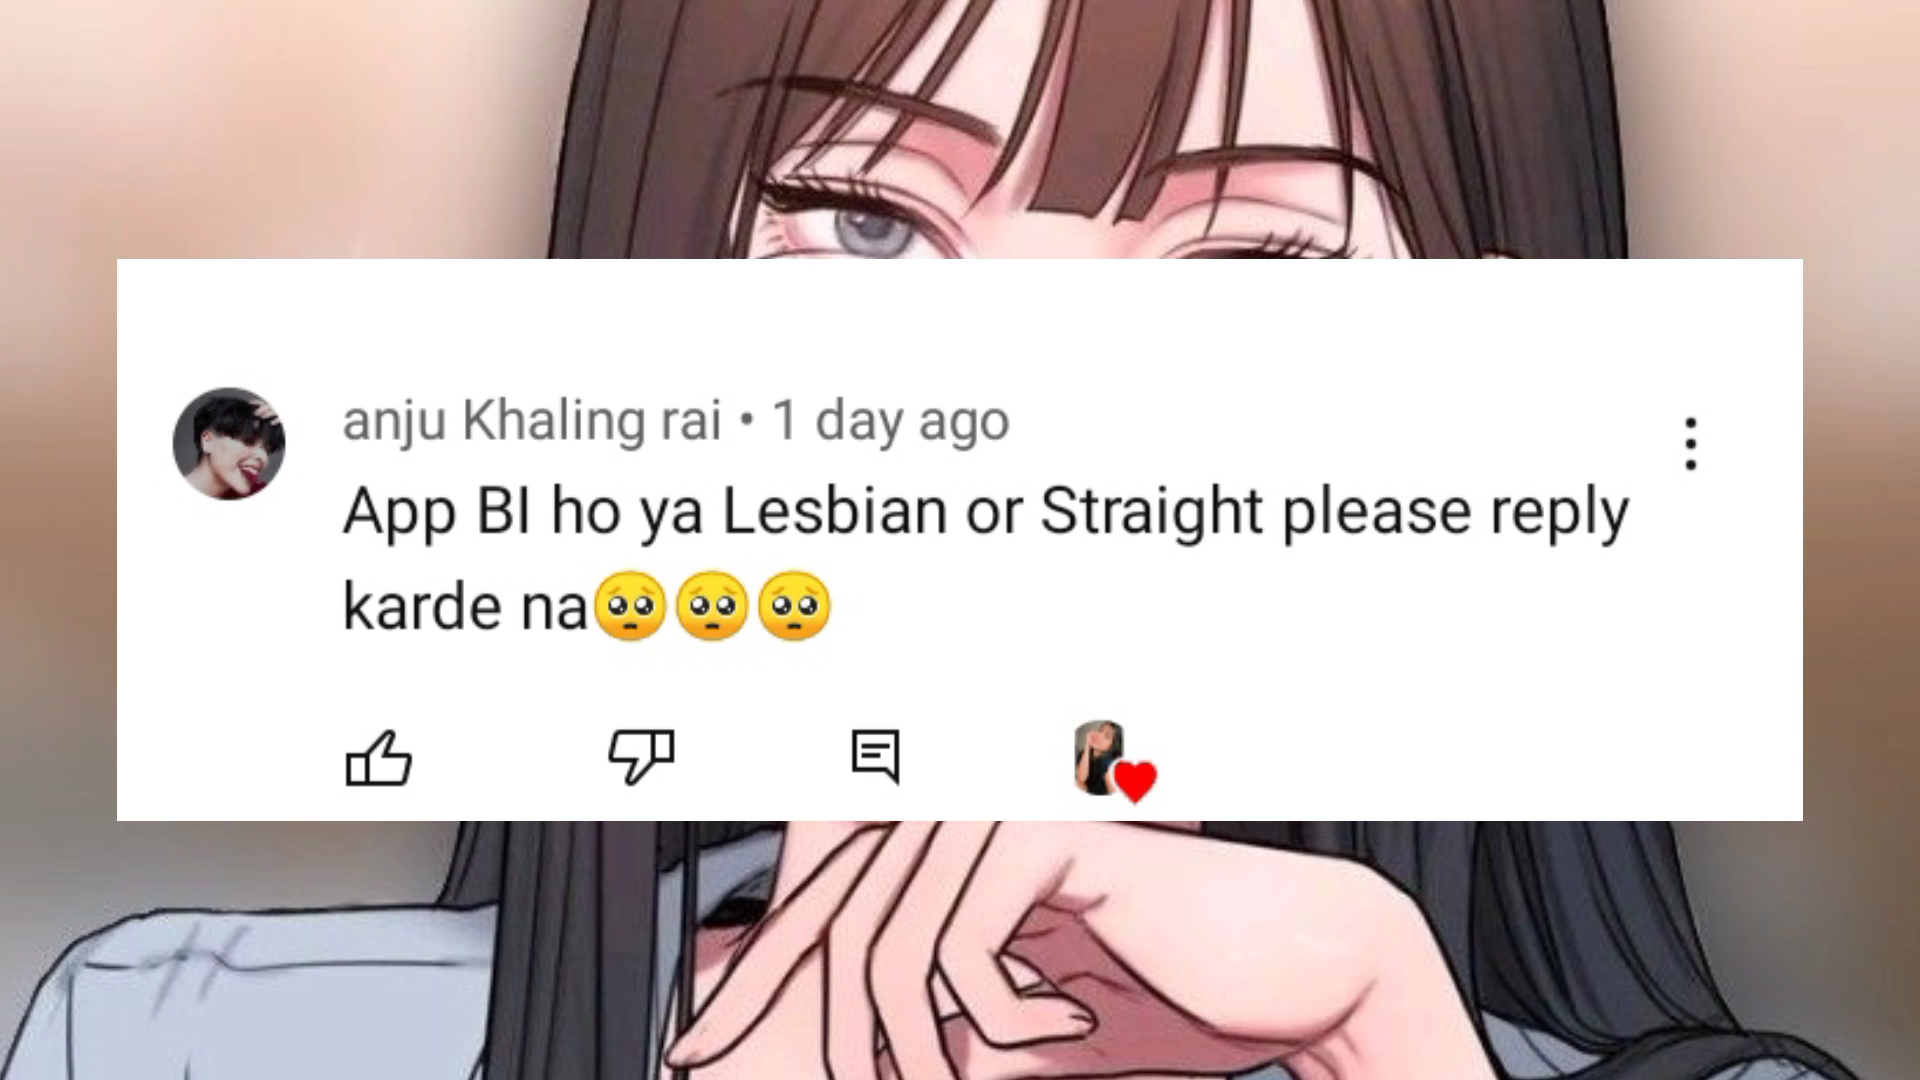 anju Khaling rai • 1 day ago
App BI ho ya Lesbian or Straight please reply
karde na🥺🥺🥺